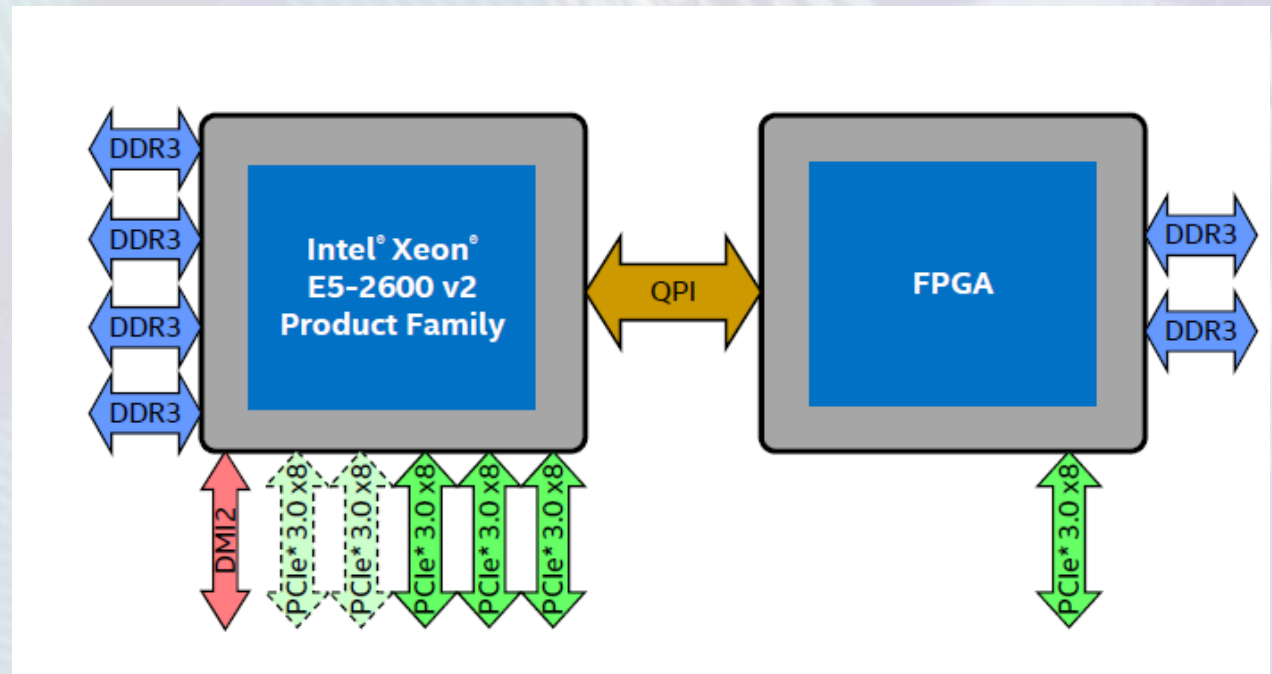 DDR3
DDR3
DDR3
DDR3
Intel® Xeon®
E5-2600 v2
Product Family
QPI
FPGA
DDR3
DDR3
DMI2
PCIe* 3.0 x8
PCIe* 3.0 x8
PCIe* 3.0 x8
PCIe* 3.0 x8
PCIe* 3.0 x8
PCIe* 3.0 x8